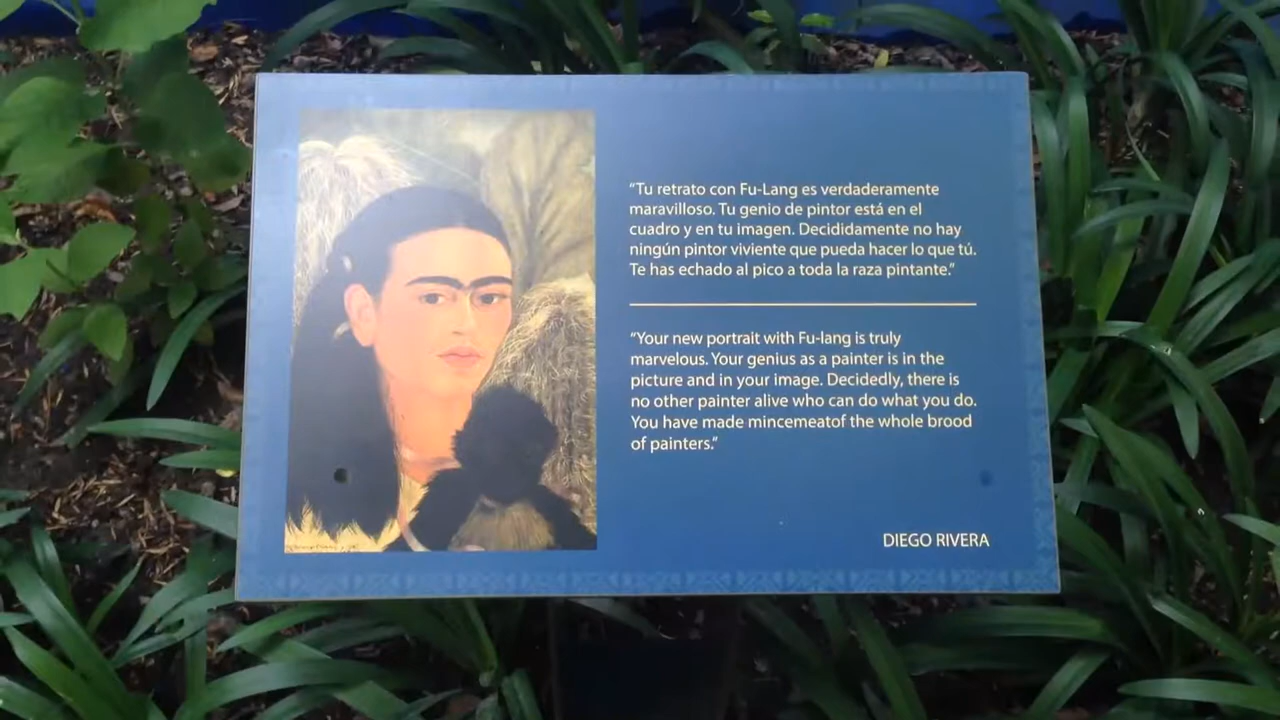 “Tu retrato con Fu-Lang es verdaderamente
maravilloso. Tu genio de pintor está en el
cuadro y en tu imagen. Decididamente no hay
ningún pintor viviente que pueda hacer lo que tú.
Te has echado al pico a toda la raza pintante.”
“Your new portrait with Fu-lang is truly
marvelous. Your genius as a painter is in the
picture and in your image. Decidedly, there is
no other painter alive who can do what you do.
You have made mincemeatof the whole brood
of painters.”
DIEGO RIVERA